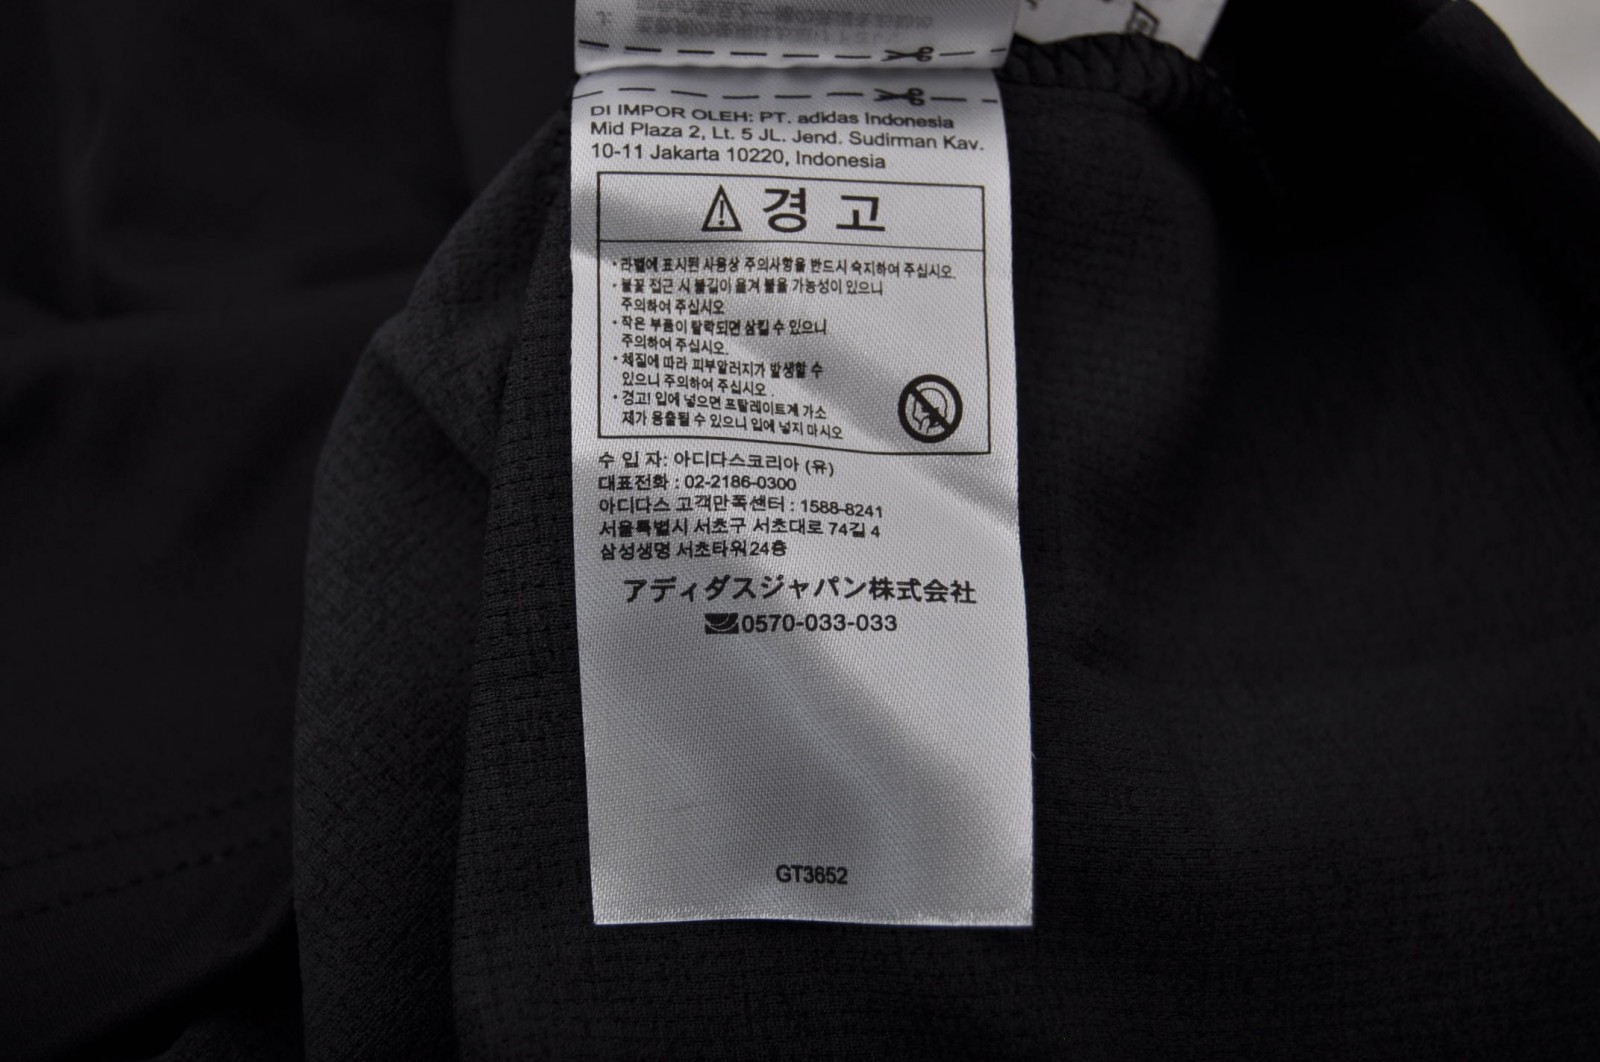 DI IMPOR OLEH: PT. adidas Indonesia
Mid Plaza 2, Lt. 5 JL. Jend. Sudirman Kav.
10-11 Jakarta 10220, Indonesia
경 고
・라벨에 표시된 사용상 주의사항을 반드시 숙지하여 주십시오.
・불꽃 접근 시 불길이 옮겨 붙을 가능성이 있으니
주의하여 주십시오
・작은 부품이 탈락되면 삼킬 수 있으니
주의하여 주십시오.
・체질에 따라 피부알러지가 발생할 수
있으니 주의하여 주십시오.
・경고! 입에 넣으면 프탈레이트계 가소
제가 용출될 수 있으니 입에 넣지 마시오
수 입 자: 아디다스코리아 (유)
대표전화 : 02-2186-0300
아디다스 고객만족센터 : 1588-8241
서울특별시 서초구 서초대로 74길 4
삼성생명 서초타워 24층
アディダスジャパン株式会社
0570-033-033
GT3652